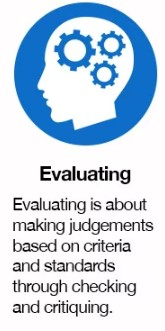 Evaluating
Evaluating is about
making judgements
based on criteria
and standards
through checking
and critiquing.